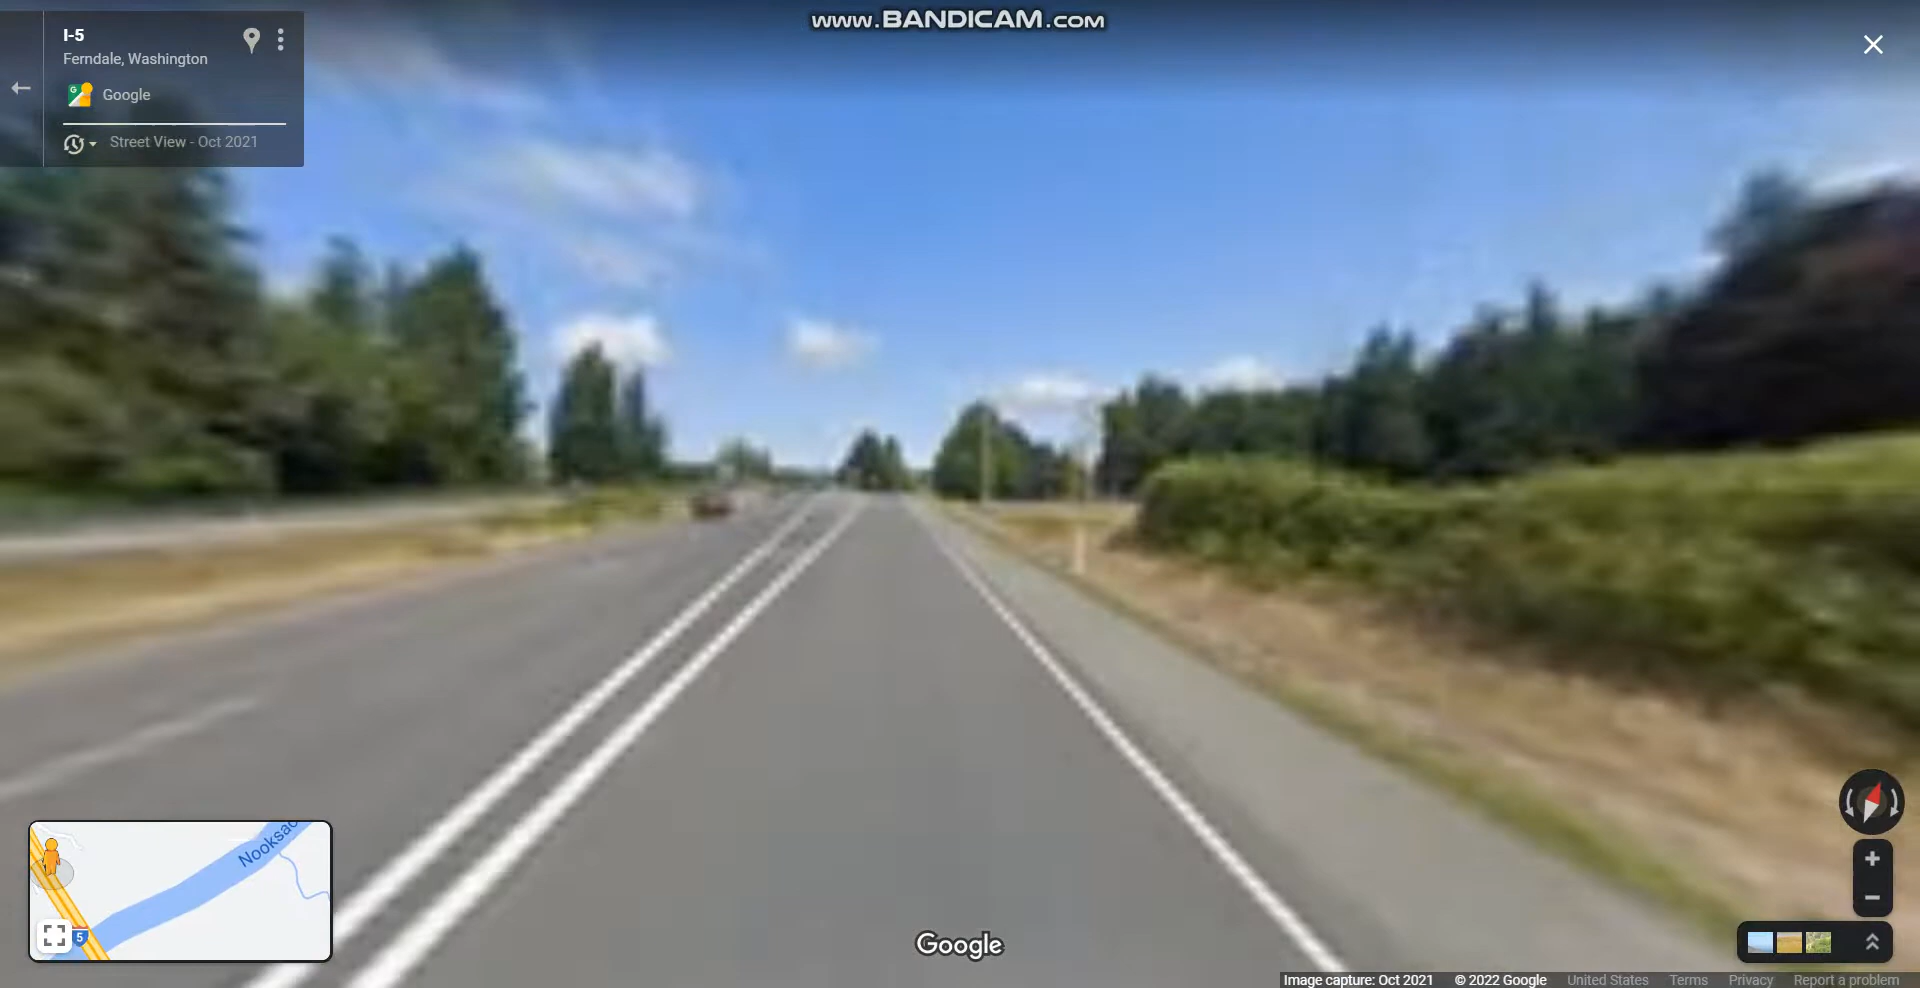 www.BANDICAM.COM
I-5
Ferndale, Washington
Google
Street View - Oct 2021
Nooksac
5
Google
Image capture: Oct 2021 © 2022 Google United States Terms Privacy Report a problem